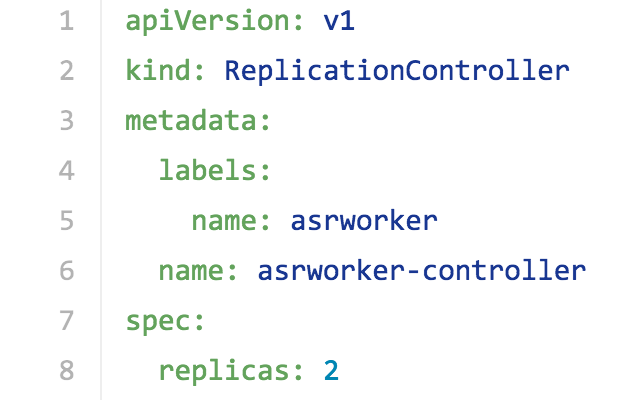 1 apiVersion: v1
2 kind: ReplicationController
3 metadata:
4   labels:
5     name: asrworker
6   name: asrworker-controller
7 spec:
8   replicas: 2